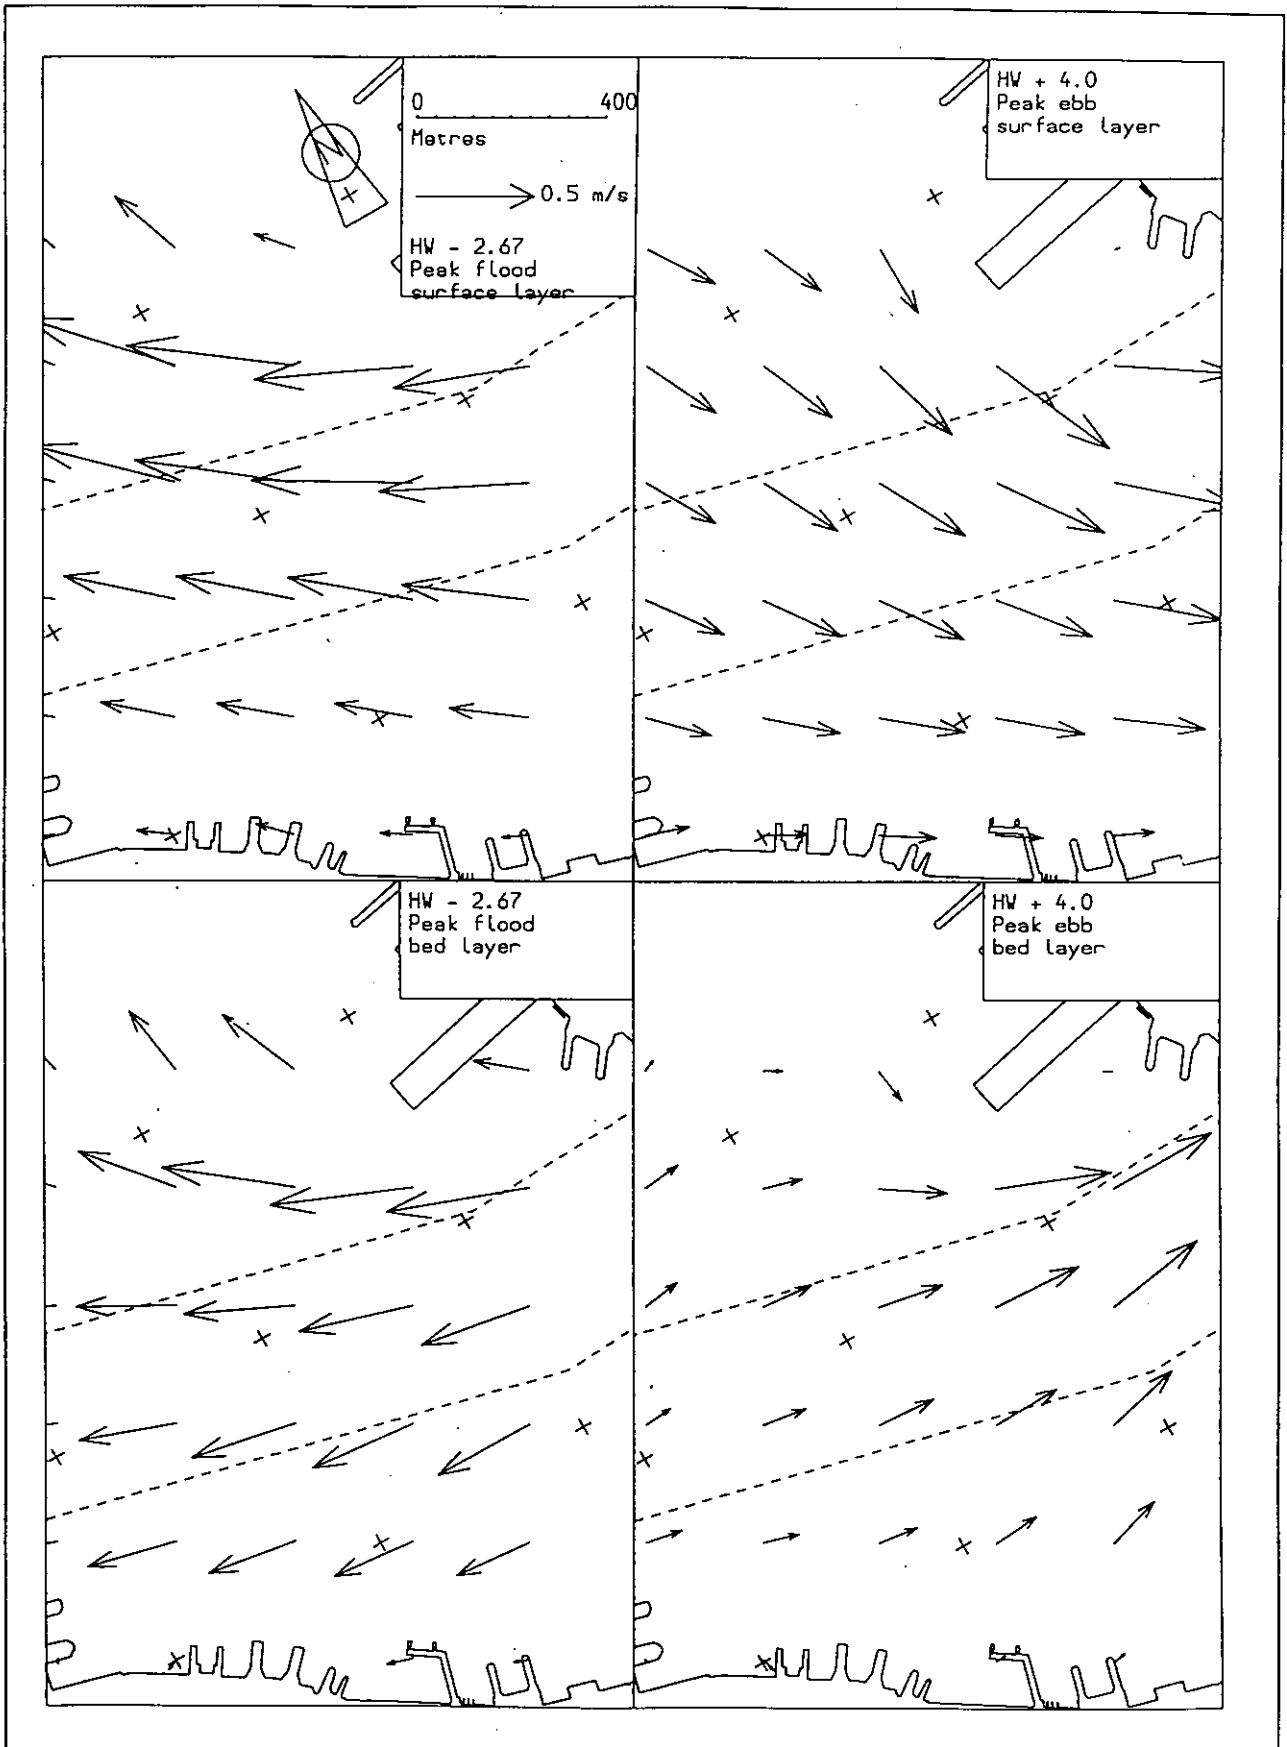 0 400
Metres
N
0.5 m/s
HW - 2.67
Peak flood
surface layer
HW + 4.0
Peak ebb
surface layer
HW - 2.67
Peak flood
bed layer
HW + 4.0
Peak ebb
bed layer